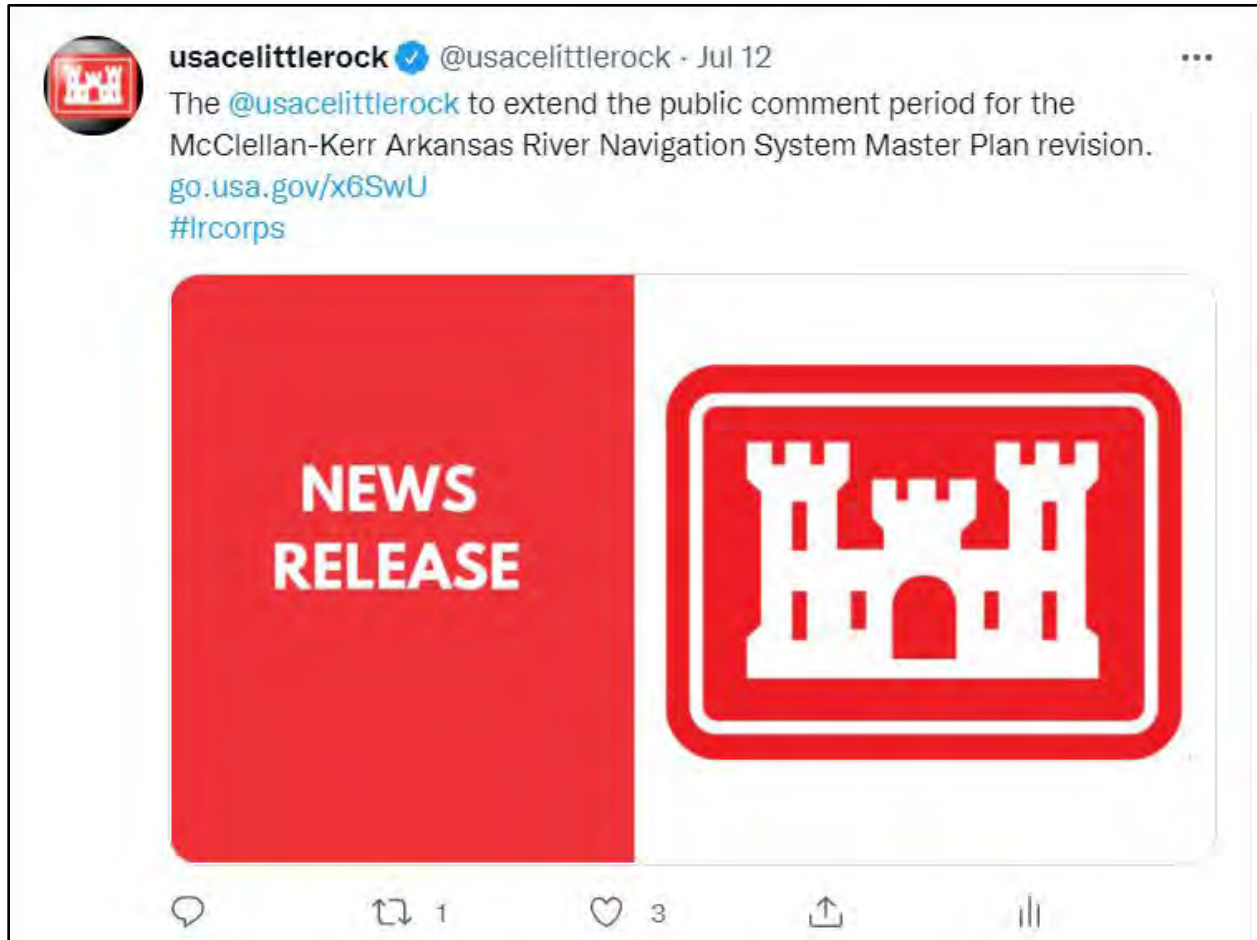 usacelittlerock @usacelittlerock · Jul 12
The @usacelittlerock to extend the public comment period for the
McClellan-Kerr Arkansas River Navigation System Master Plan revision.
go.usa.gov/x6SwU
#lrcorps
NEWS
RELEASE
1 3